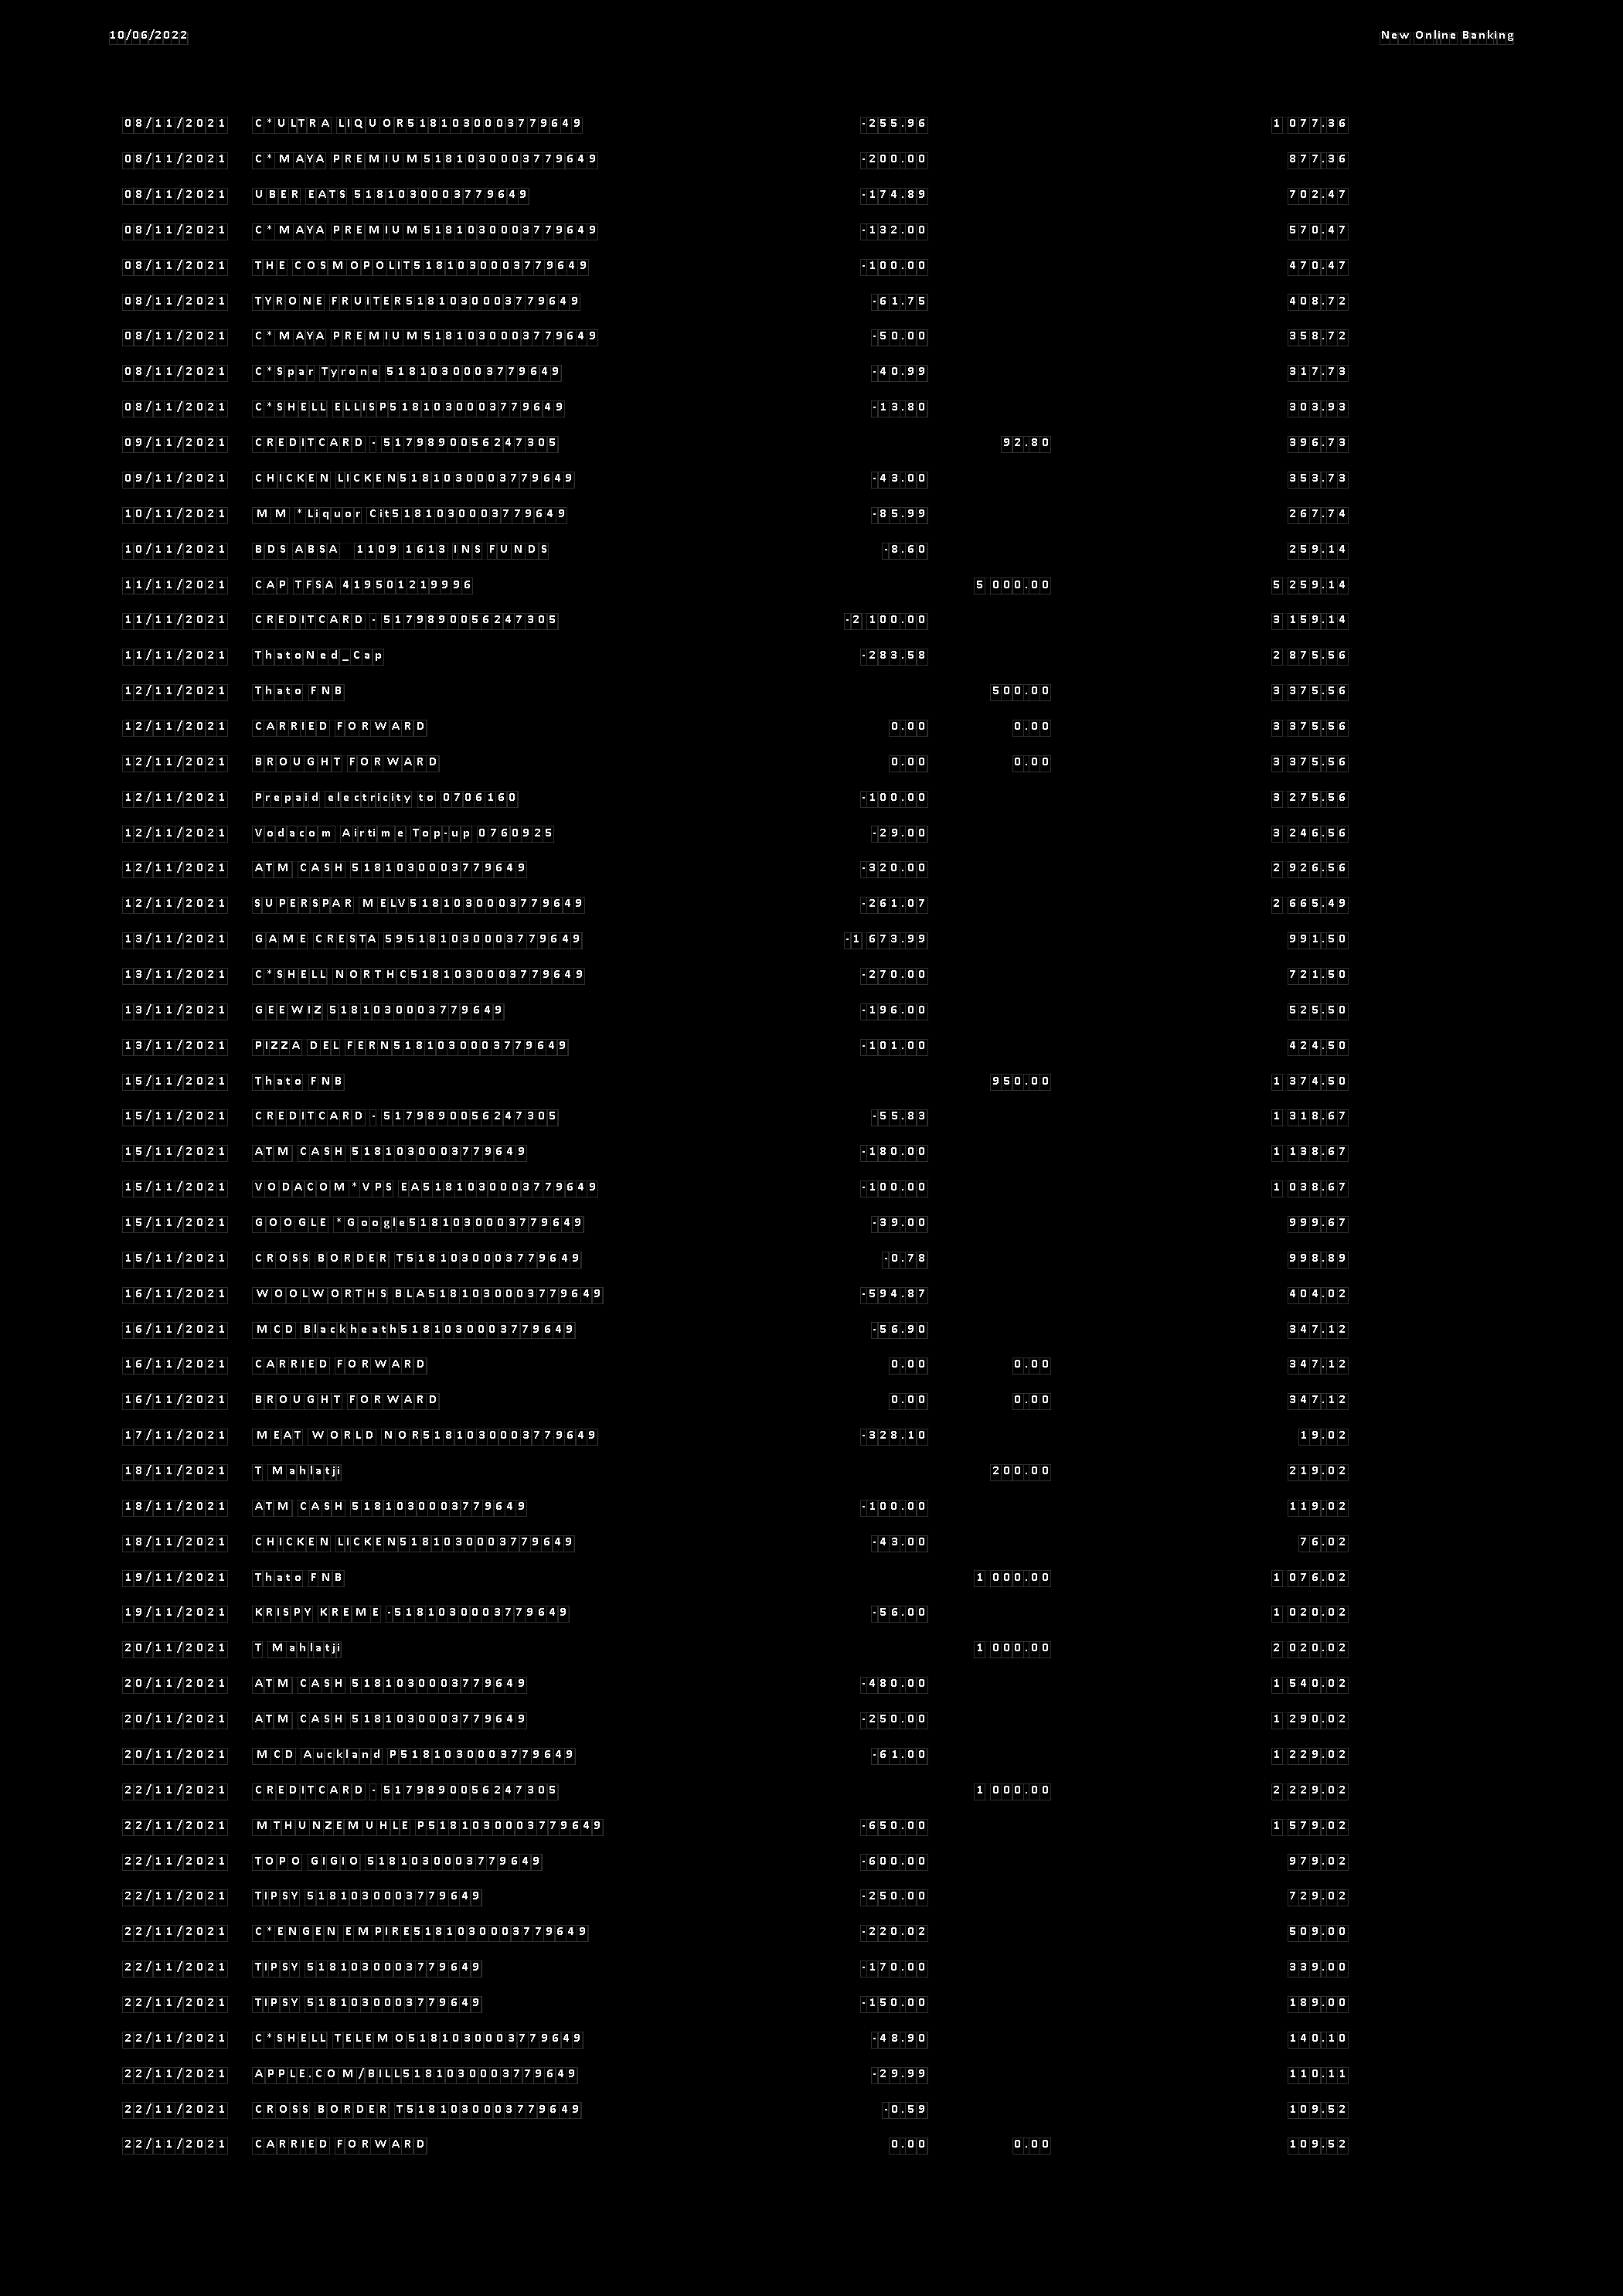 10/06/2022 New Online Banking
08/11/2021 C*ULTRA LIQUOR5181030003779649 -255.96 1 077.36
08/11/2021 C* MAYA PREMIUM5181030003779649 -200.00 877.36
08/11/2021 UBER EATS 5181030003779649 -174.89 702.47
08/11/2021 C* MAYA PREMIUM5181030003779649 -132.00 570.47
08/11/2021 THE COSMOPOLIT5181030003779649 -100.00 470.47
08/11/2021 TYRONE FRUITER5181030003779649 -61.75 408.72
08/11/2021 C* MAYA PREMIUM5181030003779649 -50.00 358.72
08/11/2021 C*Spar Tyrone 5181030003779649 -40.99 317.73
08/11/2021 C*SHELL ELLISP5181030003779649 -13.80 303.93
09/11/2021 CREDITCARD - 5179890056247305 92.80 396.73
09/11/2021 CHICKEN LICKEN5181030003779649 -43.00 353.73
10/11/2021 MM *Liquor Cit5181030003779649 -85.99 267.74
10/11/2021 BDS ABSA 1109 1613 INS FUNDS -8.60 259.14
11/11/2021 CAP TFSA 419501219996 5 000.00 5 259.14
11/11/2021 CREDITCARD - 5179890056247305 -2 100.00 3 159.14
11/11/2021 ThatoNed_Cap -283.58 2 875.56
12/11/2021 Thato FNB 500.00 3 375.56
12/11/2021 CARRIED FORWARD 0.00 0.00 3 375.56
12/11/2021 BROUGHT FORWARD 0.00 0.00 3 375.56
12/11/2021 Prepaid electricity to 0706160 -100.00 3 275.56
12/11/2021 Vodacom Airtime Top-up 0760925 -29.00 3 246.56
12/11/2021 ATM CASH 5181030003779649 -320.00 2 926.56
12/11/2021 SUPERSPAR MELV5181030003779649 -261.07 2 665.49
13/11/2021 GAME CRESTA 595181030003779649 -1 673.99 991.50
13/11/2021 C*SHELL NORTHC5181030003779649 -270.00 721.50
13/11/2021 GEEWIZ 5181030003779649 -196.00 525.50
13/11/2021 PIZZA DEL FERN5181030003779649 -101.00 424.50
15/11/2021 Thato FNB 950.00 1 374.50
15/11/2021 CREDITCARD - 5179890056247305 -55.83 1 318.67
15/11/2021 ATM CASH 5181030003779649 -180.00 1 138.67
15/11/2021 VODACOM*VPS EA5181030003779649 -100.00 1 038.67
15/11/2021 GOOGLE *Google5181030003779649 -39.00 999.67
15/11/2021 CROSS BORDER T5181030003779649 -0.78 998.89
16/11/2021 WOOLWORTHS BLA5181030003779649 -594.87 404.02
16/11/2021 MCD Blackheath5181030003779649 -56.90 347.12
16/11/2021 CARRIED FORWARD 0.00 0.00 347.12
16/11/2021 BROUGHT FORWARD 0.00 0.00 347.12
17/11/2021 MEAT WORLD NOR5181030003779649 -328.10 19.02
18/11/2021 T Mahlatji 200.00 219.02
18/11/2021 ATM CASH 5181030003779649 -100.00 119.02
18/11/2021 CHICKEN LICKEN5181030003779649 -43.00 76.02
19/11/2021 Thato FNB 1 000.00 1 076.02
19/11/2021 KRISPY KREME -5181030003779649 -56.00 1 020.02
20/11/2021 T Mahlatji 1 000.00 2 020.02
20/11/2021 ATM CASH 5181030003779649 -480.00 1 540.02
20/11/2021 ATM CASH 5181030003779649 -250.00 1 290.02
20/11/2021 MCD Auckland P5181030003779649 -61.00 1 229.02
22/11/2021 CREDITCARD - 5179890056247305 1 000.00 2 229.02
22/11/2021 MTHUNZEMUHLE P5181030003779649 -650.00 1 579.02
22/11/2021 TOPO GIGIO 5181030003779649 -600.00 979.02
22/11/2021 TIPSY 5181030003779649 -250.00 729.02
22/11/2021 C*ENGEN EMPIRE5181030003779649 -220.02 509.00
22/11/2021 TIPSY 5181030003779649 -170.00 339.00
22/11/2021 TIPSY 5181030003779649 -150.00 189.00
22/11/2021 C*SHELL TELEMO5181030003779649 -48.90 140.10
22/11/2021 APPLE.COM/BILL5181030003779649 -29.99 110.11
22/11/2021 CROSS BORDER T5181030003779649 -0.59 109.52
22/11/2021 CARRIED FORWARD 0.00 0.00 109.52